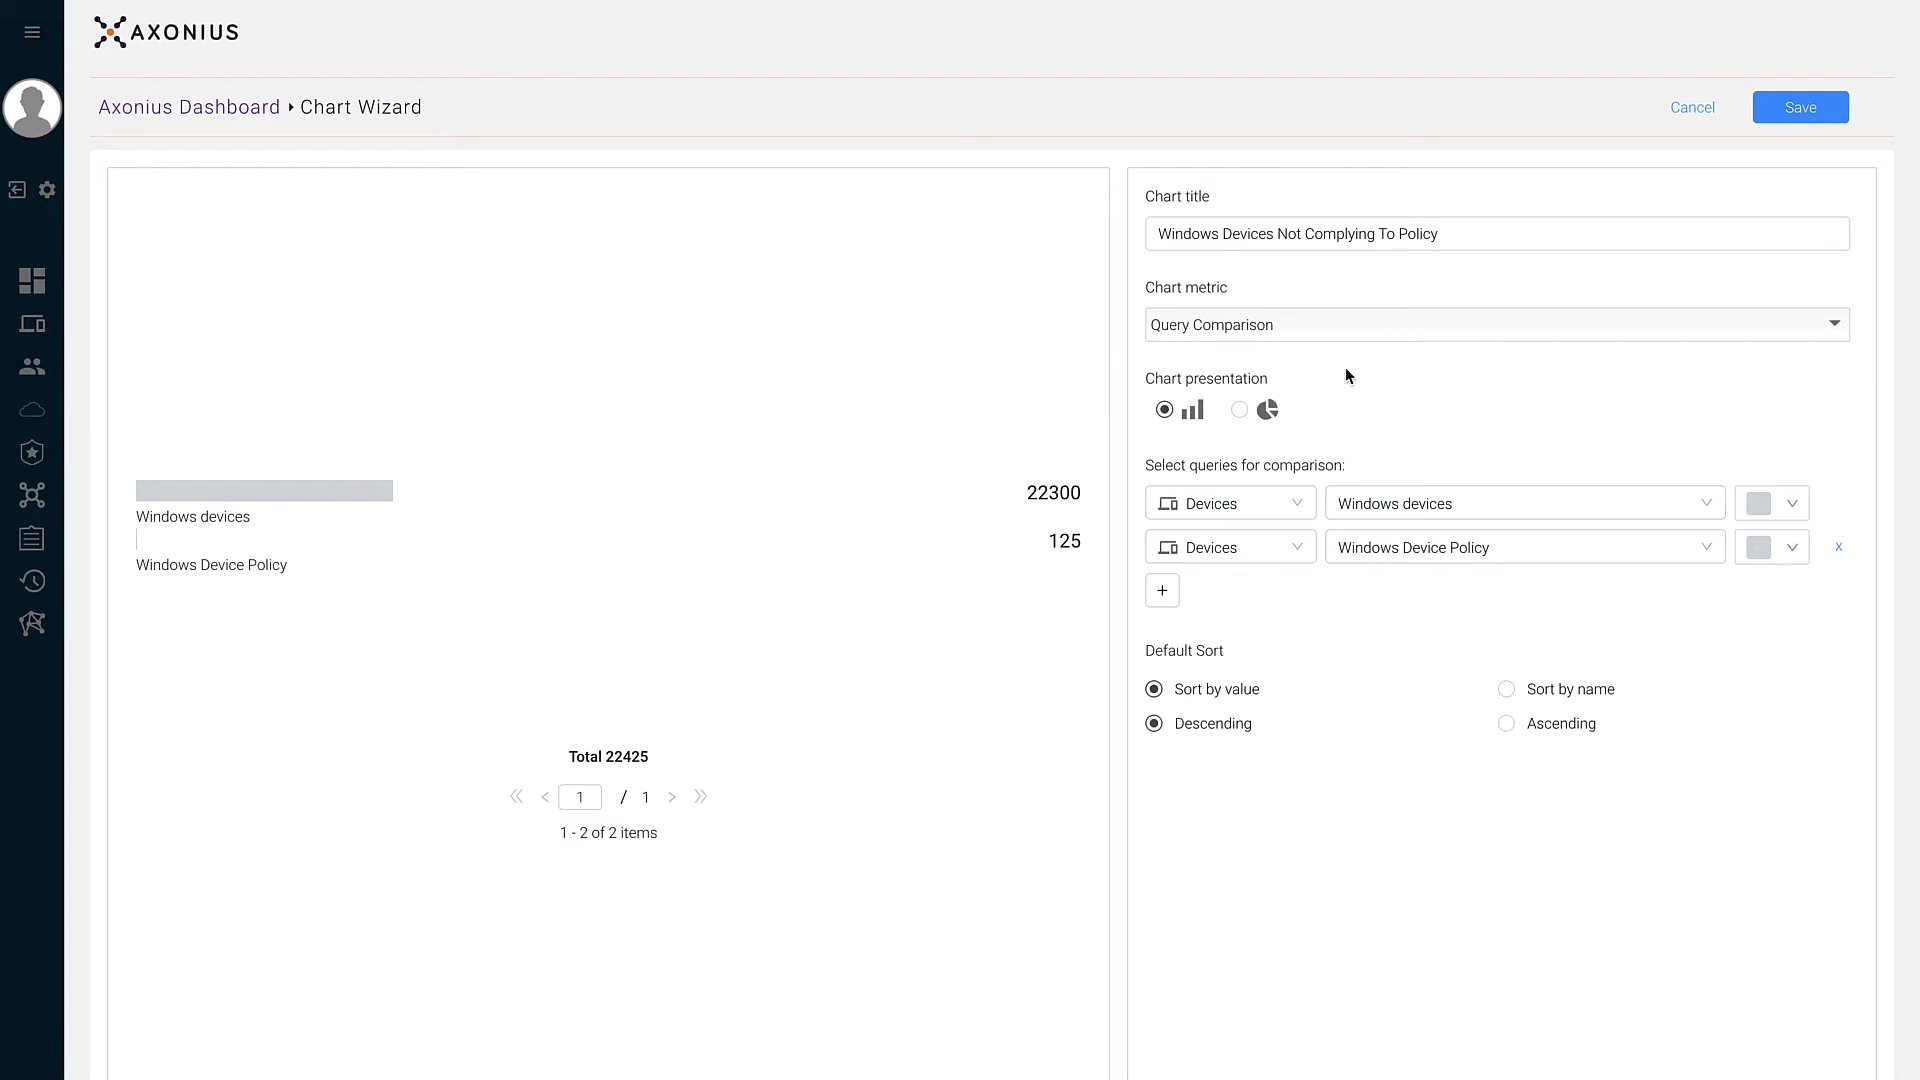 AXONIUS
Axonius Dashboard ▸ Chart Wizard
Cancel
Save
22300
Windows devices
125
Windows Device Policy
Total 22425
« < 1 / 1 > »
1 - 2 of 2 items
Chart title
Windows Devices Not Complying To Policy
Chart metric
Query Comparison
Chart presentation
Select queries for comparison:
Devices
Windows devices
Devices
Windows Device Policy
x
+
Default Sort
Sort by value
Sort by name
Descending
Ascending